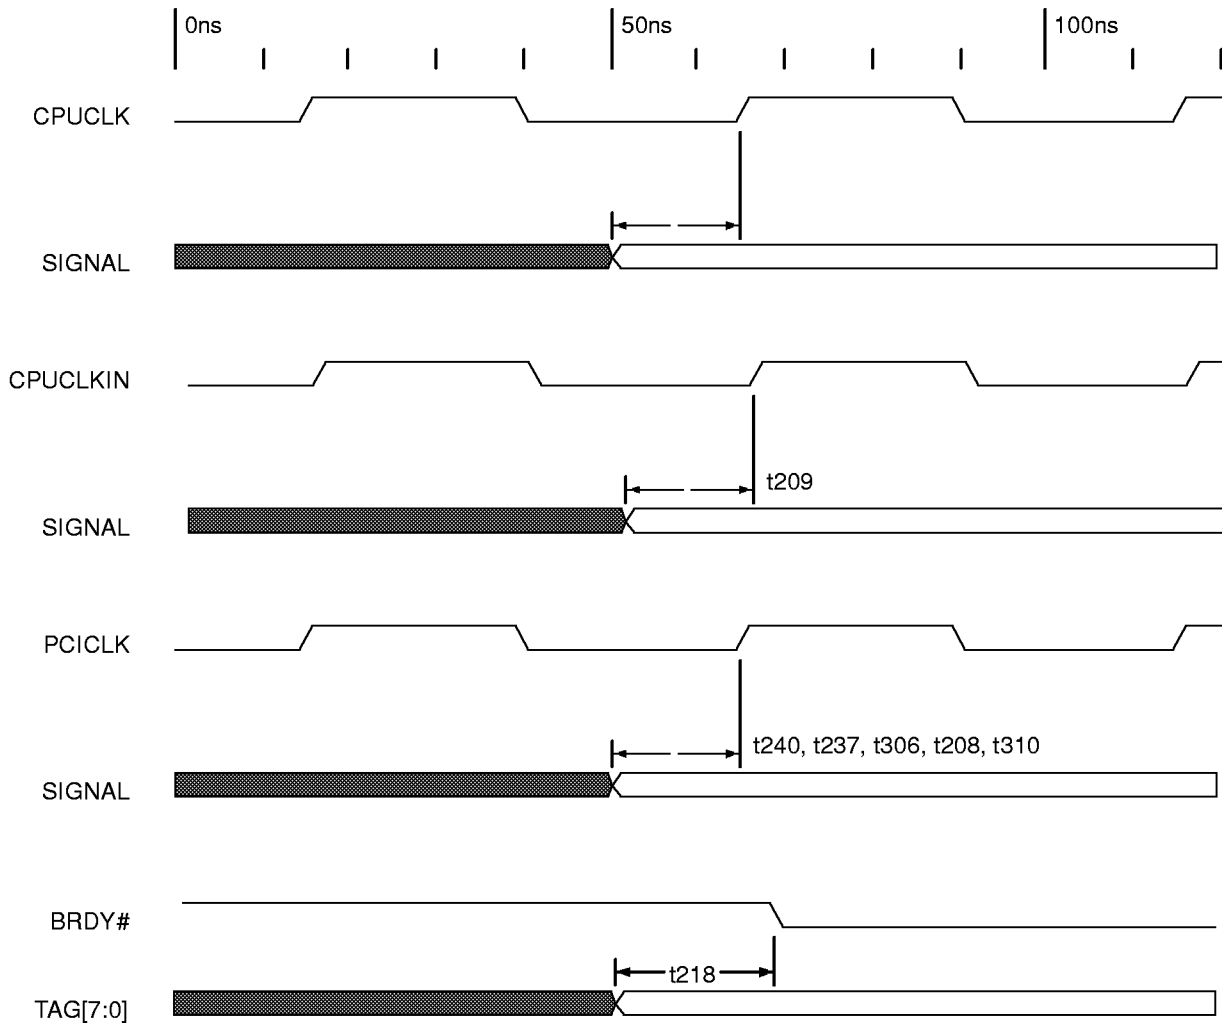 0ns 50ns 100ns
CPUCLK
SIGNAL
CPUCLKIN
t209
SIGNAL
PCICLK
t240, t237, t306, t208, t310
SIGNAL
BRDY#
t218
TAG[7:0]